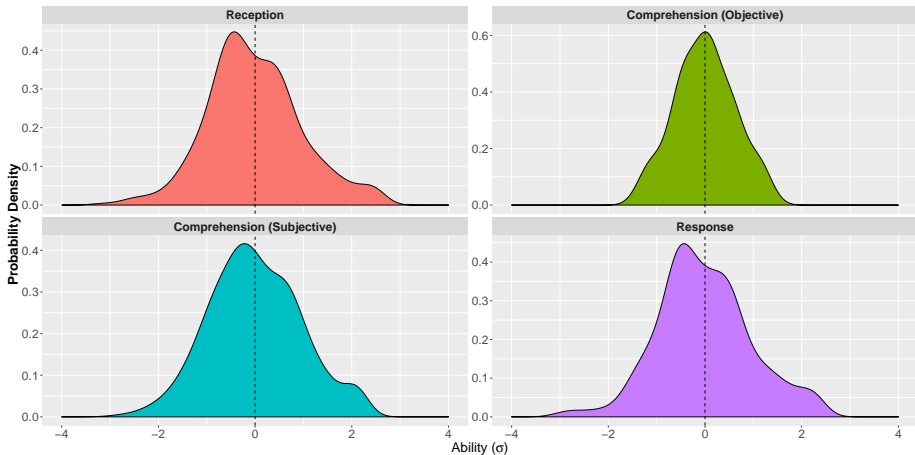 Reception
Comprehension (Objective)
0.4
0.3
0.2
0.1
0.0
0.6
0.4
0.2
0.0
Probability Density
Comprehension (Subjective)
Response
0.4
0.3
0.2
0.1
0.0
0.4
0.3
0.2
0.1
0.0
−4 −2 0 2 4
−4 −2 0 2 4
Ability (σ)